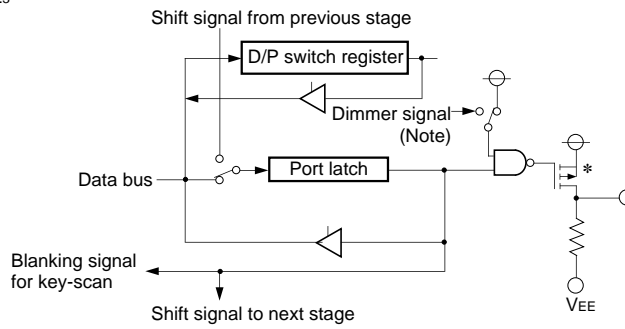 Shift signal from previous stage
D/P switch register
Dimmer signal
(Note)
*
Data bus
Port latch
Blanking signal
for key-scan
Shift signal to next stage
VEE